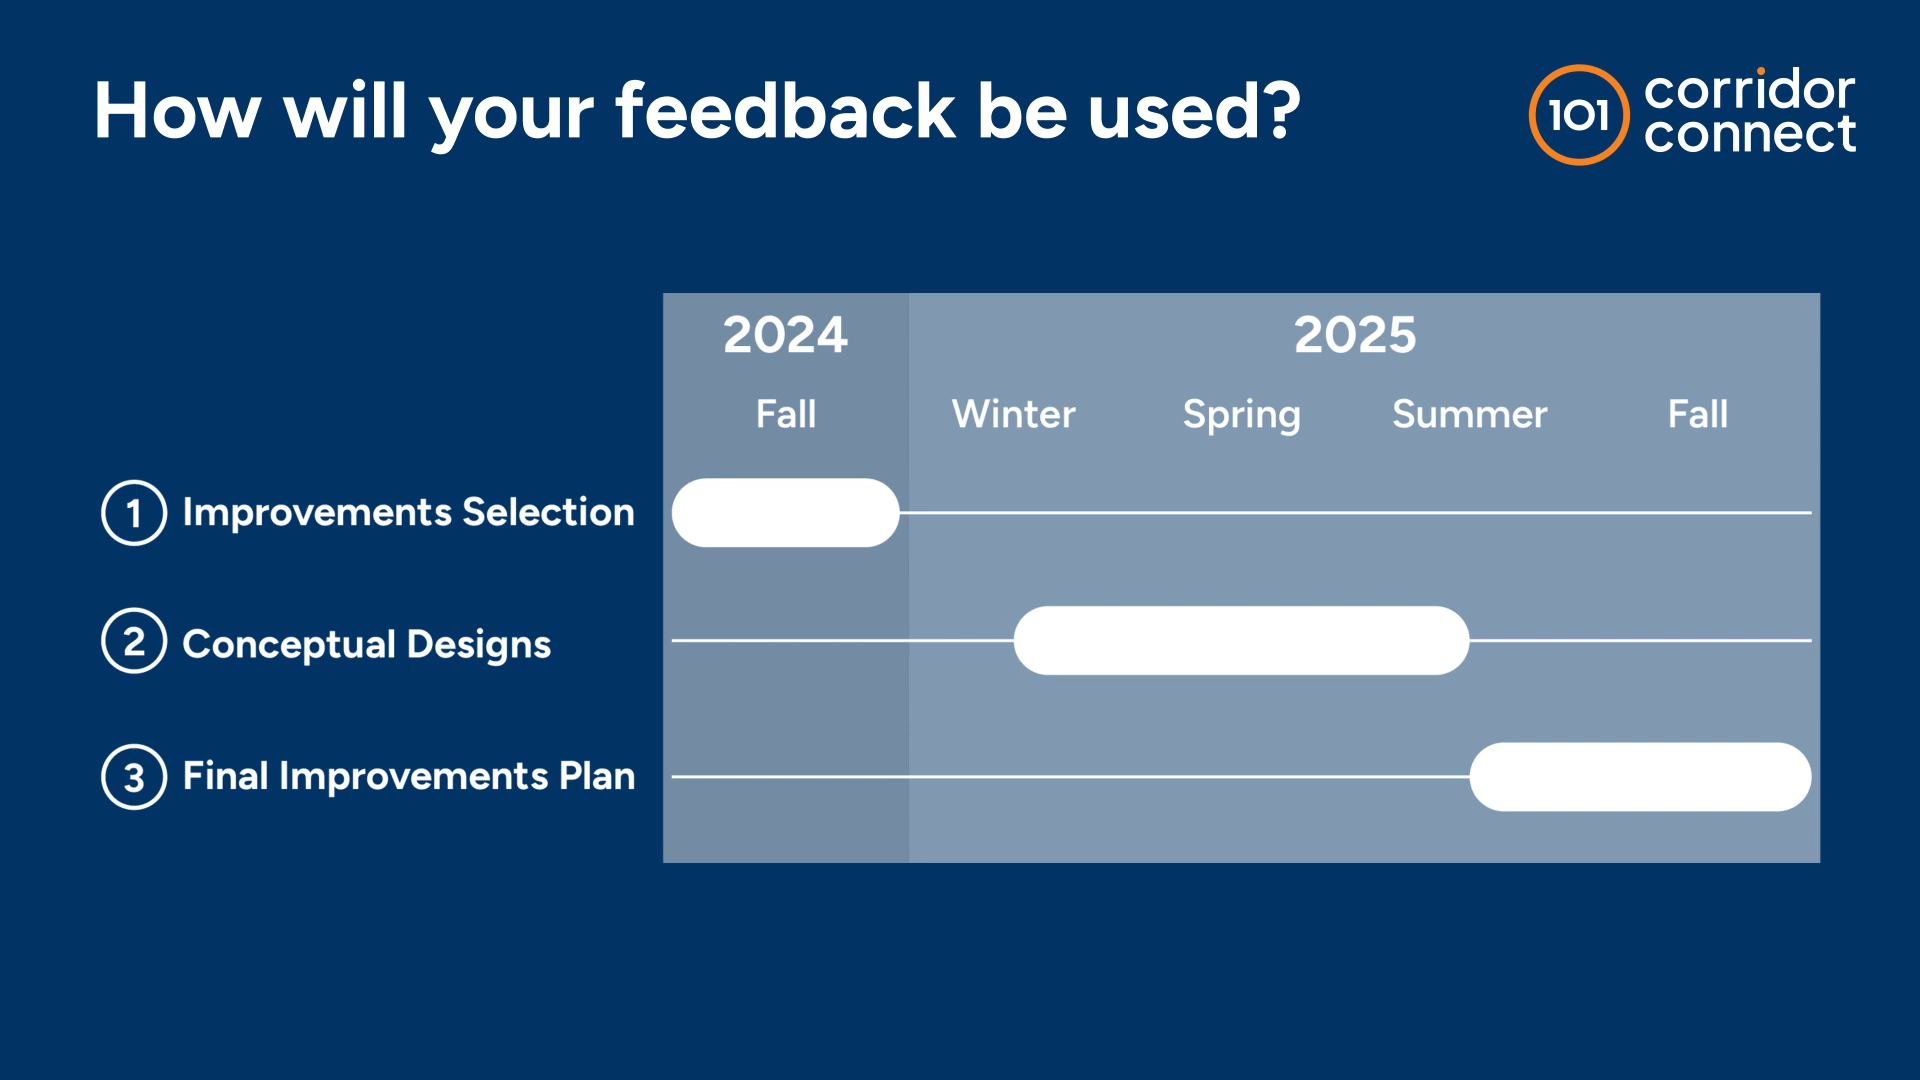 How will your feedback be used?
101
corridor
connect
2024 2025
Fall Winter Spring Summer Fall
1 Improvements Selection
2 Conceptual Designs
3 Final Improvements Plan